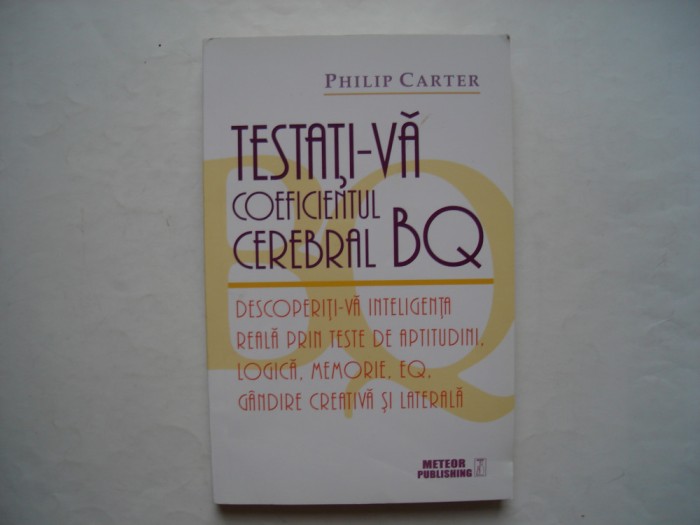 PHILIP CARTER
TESTAȚI-VĂ
COEFICIENTUL
CEREBRAL BQ
DESCOPERIȚI-VĂ INTELIGENȚA
REALĂ PRIN TESTE DE APTITUDINI,
LOGICĂ, MEMORIE, EQ,
GÂNDIRE CREATIVĂ ȘI LATERALĂ
BQ
METEOR
PUBLISHING